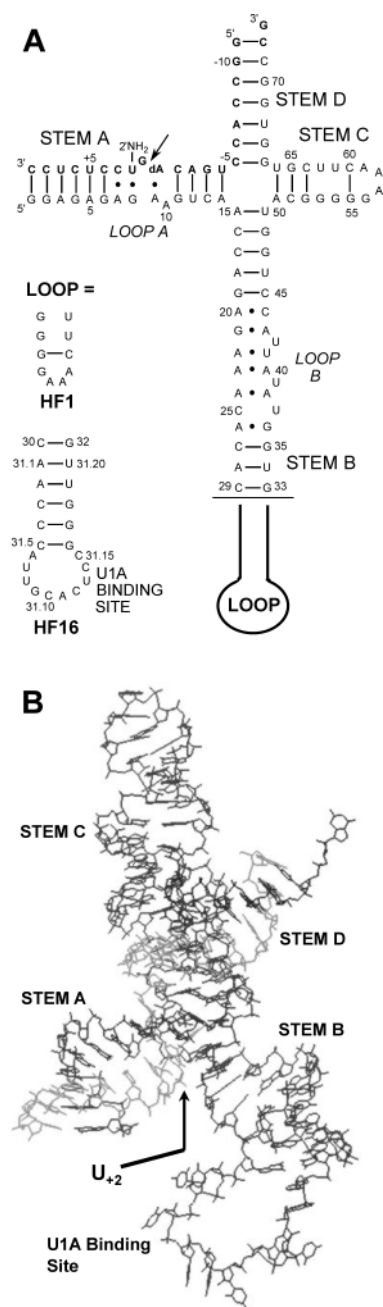 A
3'
5' G
G C
-10 G C
C G 70
C G
STEM D
A U
C G
STEM A
STEM C
2'NH₂
3' +5 G -5 C G 65 60
C C U C U C C U dA C A G U U G C U U C A
A
5' G G A G A G G A G A A
5 10 15 50 55
LOOP A
LOOP =
G U
G U
G C
G A
A A
HF1
A U
C G
C G
A U
G C 45
20 G C
A U
A U LOOP
A A 40 B
A U
25 A U
C G
A G 35
C U STEM B
A G
29 C G 33
30 C G 32
31.1 A U 31.20
A U
C G
C G
31.5 C G
A C 31.15
U C U1A
U U BINDING
G C A C A SITE
31.10
HF16
LOOP
B
STEM C
STEM D
STEM A
STEM B
U+2
U1A Binding
Site